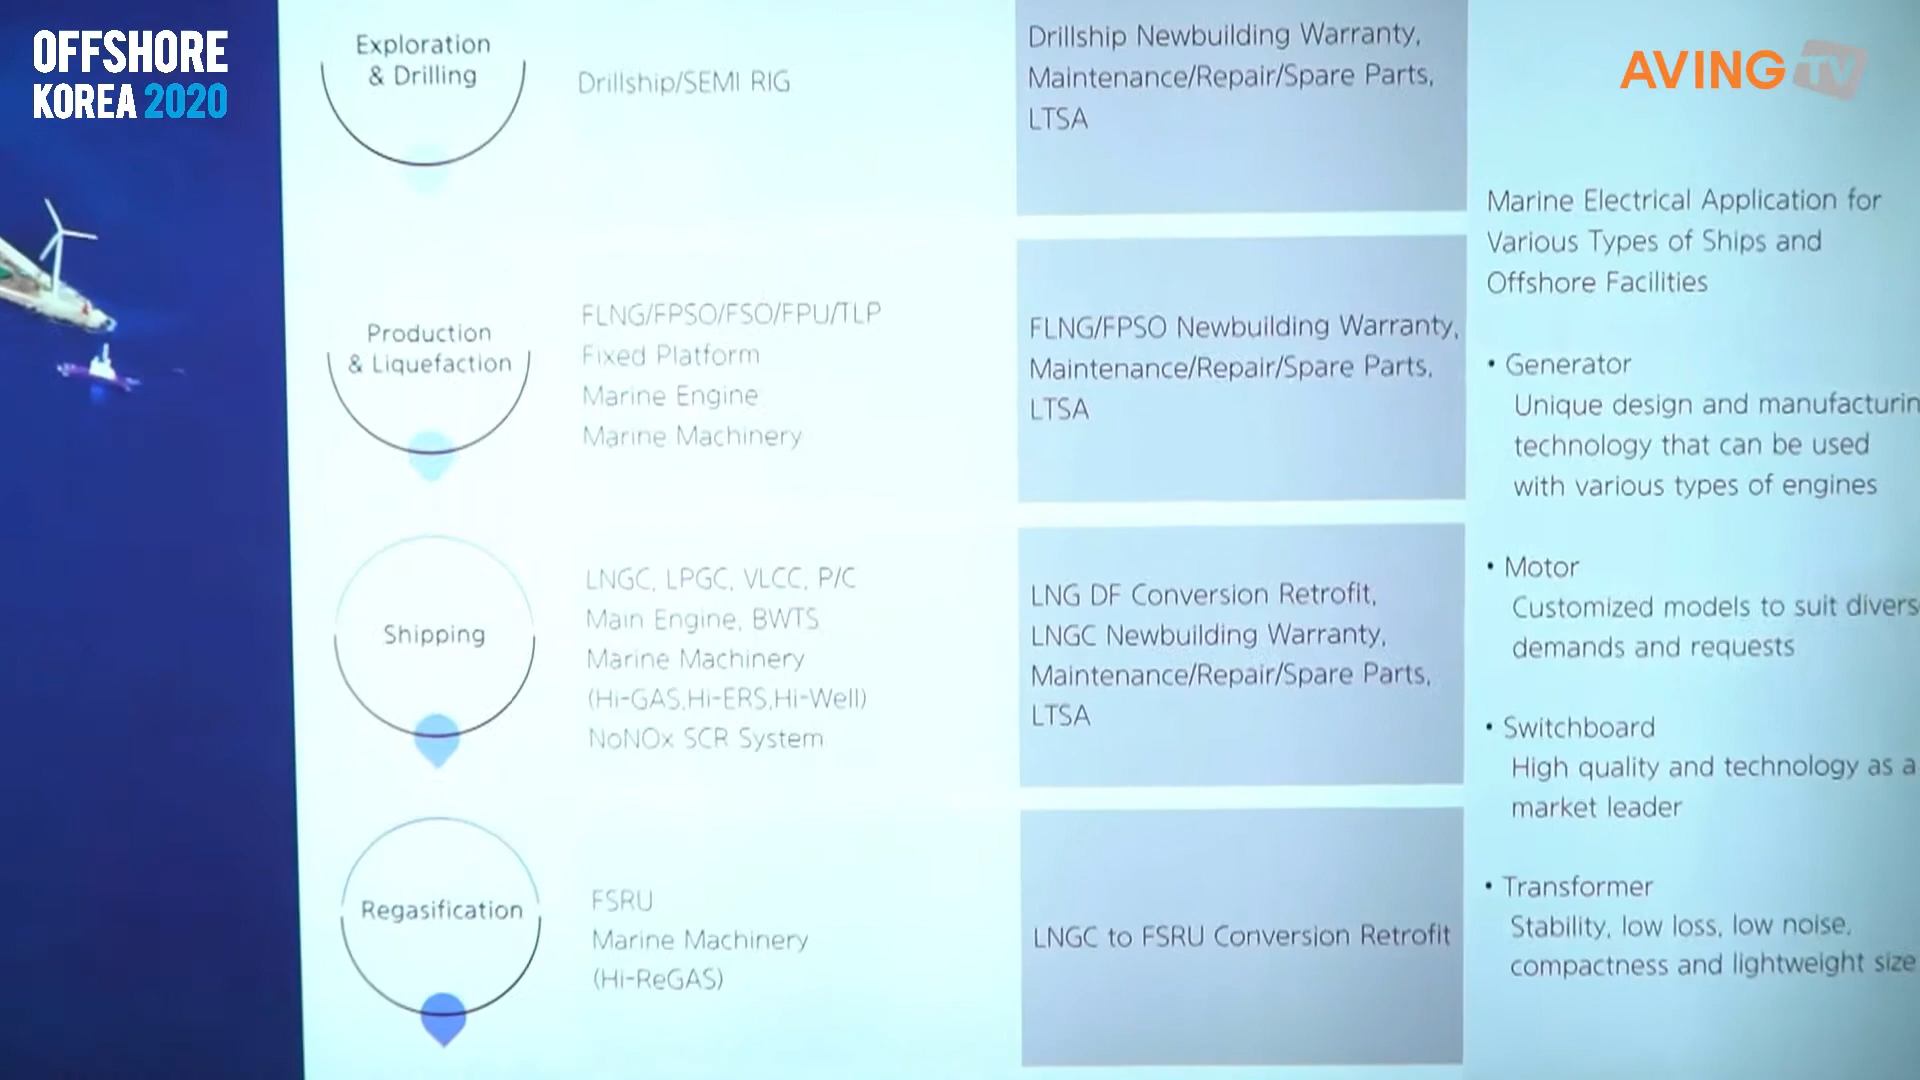 OFFSHORE
KOREA 2020
AVING TV
Exploration
& Drilling
Drillship/SEMI RIG
Drillship Newbuilding Warranty,
Maintenance/Repair/Spare Parts,
LTSA
Production
& Liquefaction
FLNG/FPSO/FSO/FPU/TLP
Fixed Platform
Marine Engine
Marine Machinery
FLNG/FPSO Newbuilding Warranty,
Maintenance/Repair/Spare Parts,
LTSA
Shipping
LNGC, LPGC, VLCC, P/C
Main Engine, BWTS
Marine Machinery
(Hi-GAS,Hi-ERS,Hi-Well)
NoNOx SCR System
LNG DF Conversion Retrofit,
LNGC Newbuilding Warranty,
Maintenance/Repair/Spare Parts,
LTSA
Regasification
FSRU
Marine Machinery
(Hi-ReGAS)
LNGC to FSRU Conversion Retrofit
Marine Electrical Application for
Various Types of Ships and
Offshore Facilities
• Generator
Unique design and manufacturin
technology that can be used
with various types of engines
• Motor
Customized models to suit divers
demands and requests
• Switchboard
High quality and technology as a
market leader
• Transformer
Stability, low loss, low noise,
compactness and lightweight size